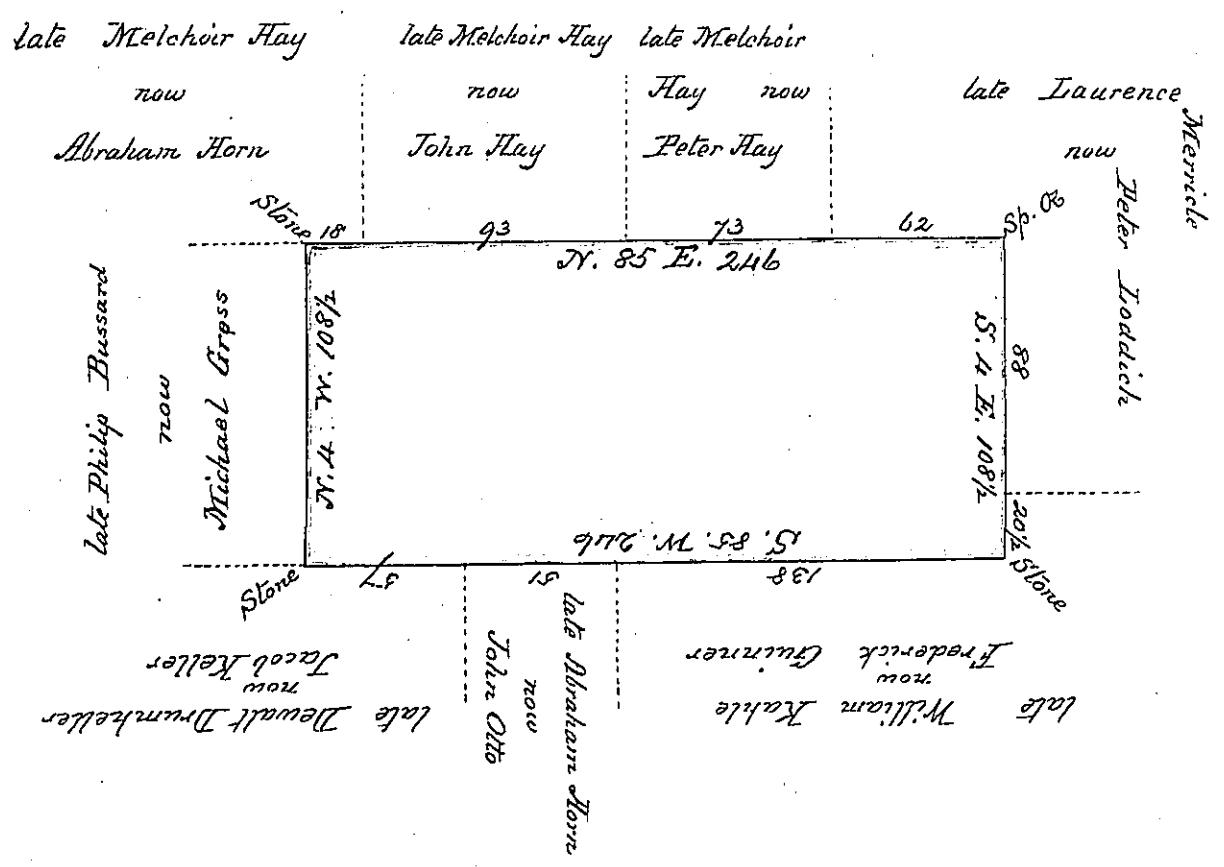 late Melchoir Hay
now
Abraham Horn
late Melchoir Hay
now
John Hay
late Melchoir
Hay now
Peter Hay
late Laurence Merricle
now
Peter Loddich
Stone
18
93
73
62
Sp. O
N. 85 E. 246
late Philip Bussard
now
Michael Gross
N. 4 W. 108½
S. 4 E. 108½
88
20½
Stone
S. 85. W. 246
138
51
57
Stone
Frederick Guinner
now
late William Kahle
late Abraham Horn
now
John Otto
Jacob Keller
now
late Dewalt Drumheller